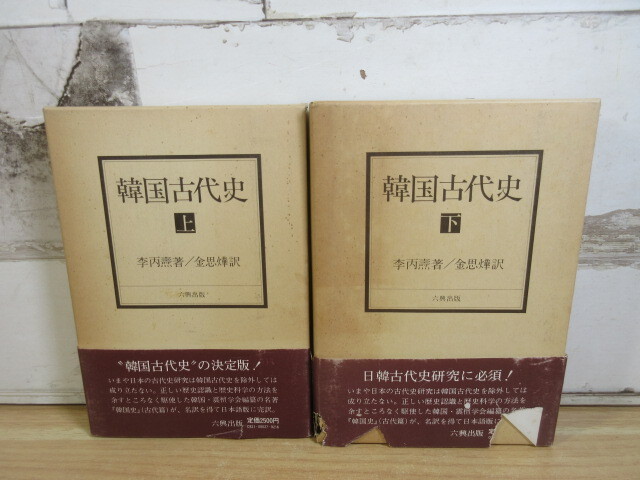 韓国古代史
上
李丙燾著／金思燁訳
六興出版
“韓国古代史”の決定版！
いまや日本の古代史研究は韓国古代史を除外しては
成り立たない。正しい歴史認識と歴史科学の方法を
余すところなく駆使した韓国・震檀学会編纂の名著
『韓国史』（古代篇）が、名訳を得て日本語版に完訳。
六興出版 定価2500円
韓国古代史
下
李丙燾著／金思燁訳
六興出版
日韓古代史研究に必須！
いまや日本の古代史研究は韓国古代史を除外しては
成り立たない。正しい歴史認識と歴史科学の方法を
余すところなく駆使した韓国・震檀学会編纂の名
『韓国史』（古代篇）が、名訳を得て日本語版に
六興出版